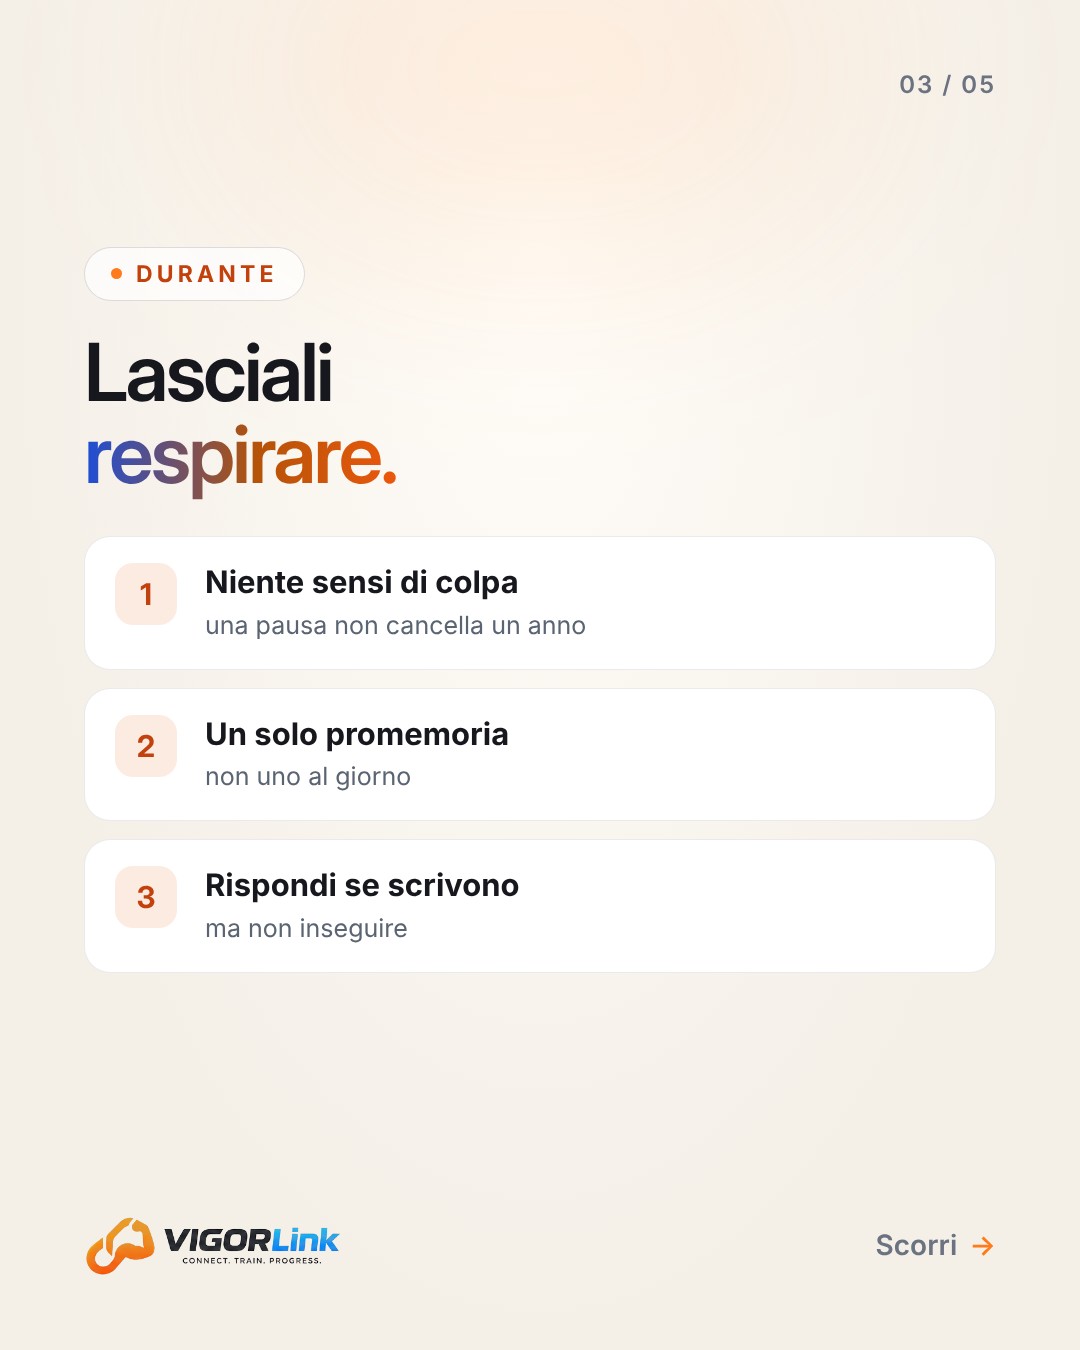 03 / 05
DURANTE
Lasciali
respirare.
1
Niente sensi di colpa
una pausa non cancella un anno
2
Un solo promemoria
non uno al giorno
3
Rispondi se scrivono
ma non inseguire
VIGORLink
CONNECT. TRAIN. PROGRESS.
Scorri →